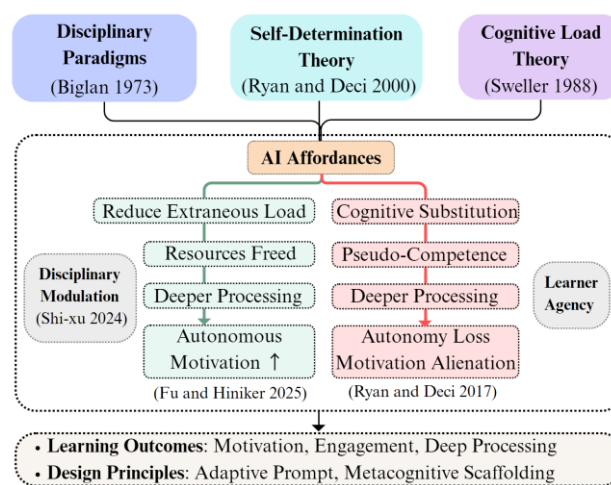 Disciplinary
Paradigms
(Biglan 1973)
Self-Determination
Theory
(Ryan and Deci 2000)
Cognitive Load
Theory
(Sweller 1988)
AI Affordances
Reduce Extraneous Load
Resources Freed
Deeper Processing
Autonomous
Motivation ↑
(Fu and Hiniker 2025)
Cognitive Substitution
Pseudo-Competence
Deeper Processing
Autonomy Loss
Motivation Alienation
(Ryan and Deci 2017)
Disciplinary
Modulation
(Shi-xu 2024)
Learner
Agency
• Learning Outcomes: Motivation, Engagement, Deep Processing
• Design Principles: Adaptive Prompt, Metacognitive Scaffolding